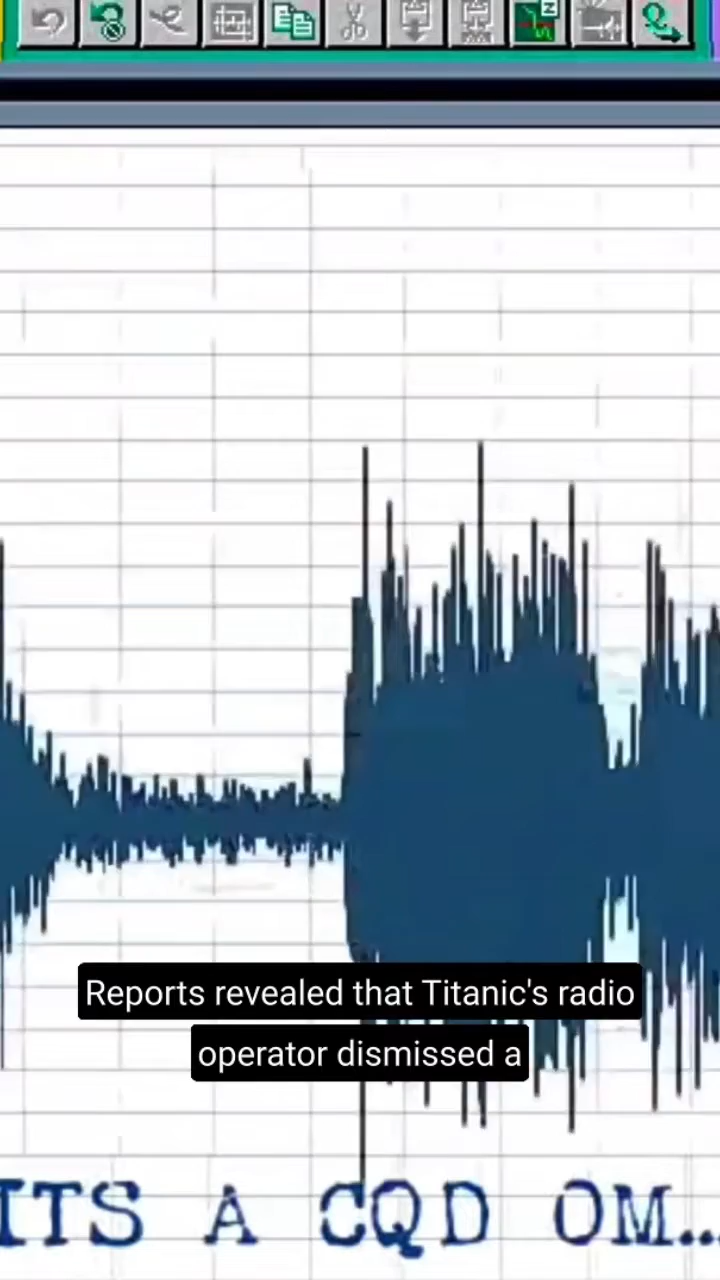 Z
Reports revealed that Titanic's radio
operator dismissed a
ITS A CQD OM...